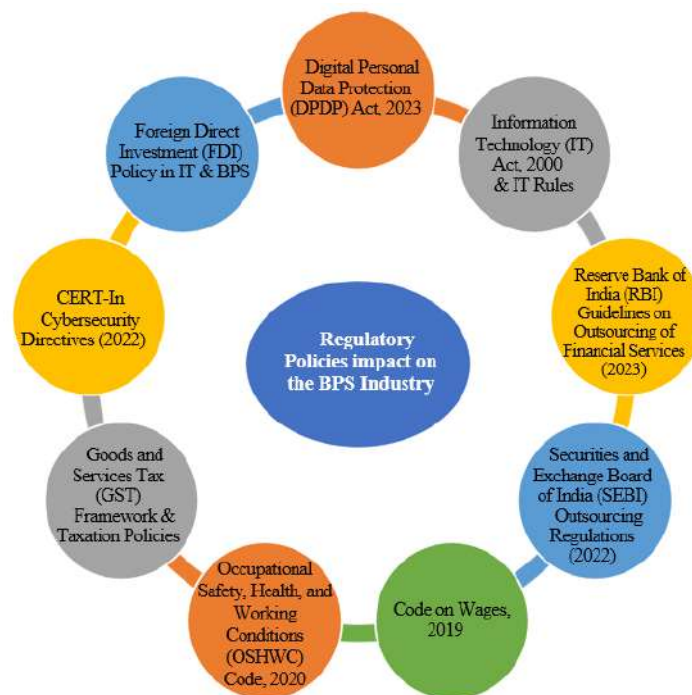 Digital Personal
Data Protection
(DPDP) Act, 2023
Information
Technology (IT)
Act, 2000
& IT Rules
Reserve Bank of
India (RBI)
Guidelines on
Outsourcing of
Financial Services
(2023)
Securities and
Exchange Board
of India (SEBI)
Outsourcing
Regulations
(2022)
Code on Wages,
2019
Occupational
Safety, Health, and
Working
Conditions
(OSHWC)
Code, 2020
Goods and
Services Tax
(GST)
Framework &
Taxation Policies
CERT-In
Cybersecurity
Directives (2022)
Foreign Direct
Investment (FDI)
Policy in IT & BPS
Regulatory
Policies impact on
the BPS Industry